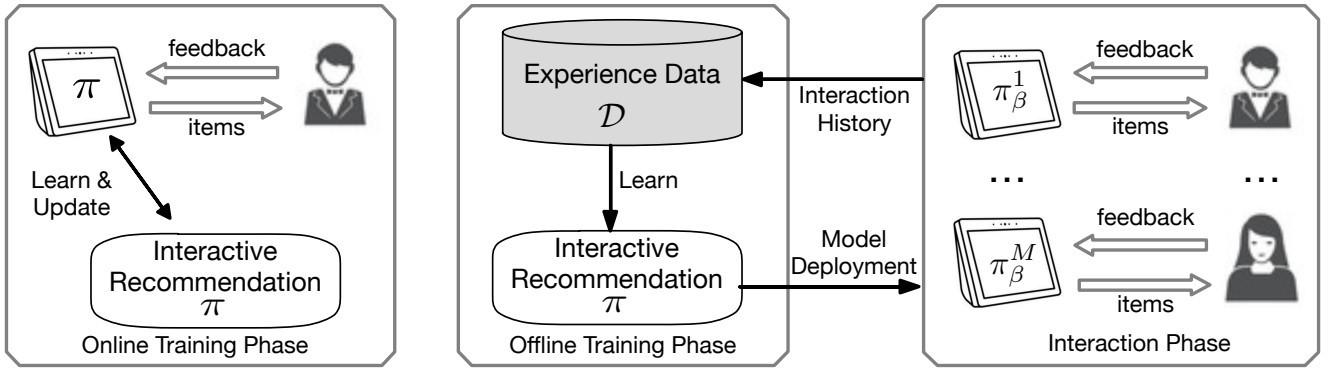 feedback
π
items
Learn &
Update
Interactive
Recommendation
π
Online Training Phase
Experience Data
𝒟
Learn
Interactive
Recommendation
π
Offline Training Phase
Interaction
History
Model
Deployment
feedback
π¹_β
items
... ...
feedback
π^M_β
items
Interaction Phase